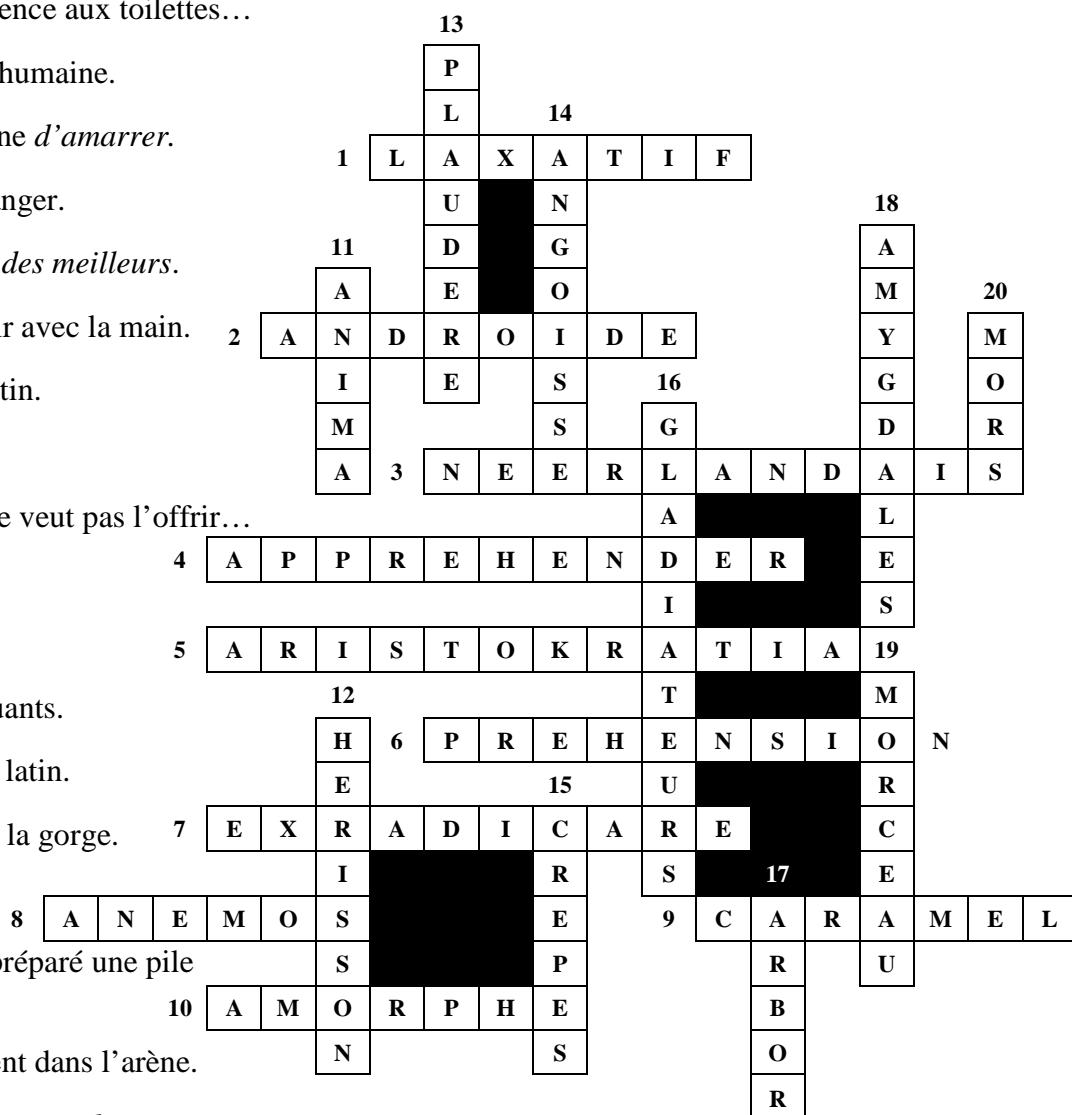 ence aux toilettes…
13
humaine. P
L 14
ne d'amarrer.
1 L A X A T I F
anger. U N 18
11 D G A
des meilleurs.
A E O M 20
ir avec la main. 2 A N D R O I D E Y M
tin. I E S 16 G O
M S G D R
A 3 N E E R L A N D A I S
e veut pas l'offrir… A L
4 A P P R E H E N D E R E
I S
5 A R I S T O K R A T I A 19
uants. 12 T M
H 6 P R E H E N S I O N
latin. E 15 U R
la gorge. 7 E X R A D I C A R E C
I R S 17 E
8 A N E M O S E 9 C A R A M E L
préparé une pile S P R U
10 A M O R P H E B
ent dans l'arène. N S O
R